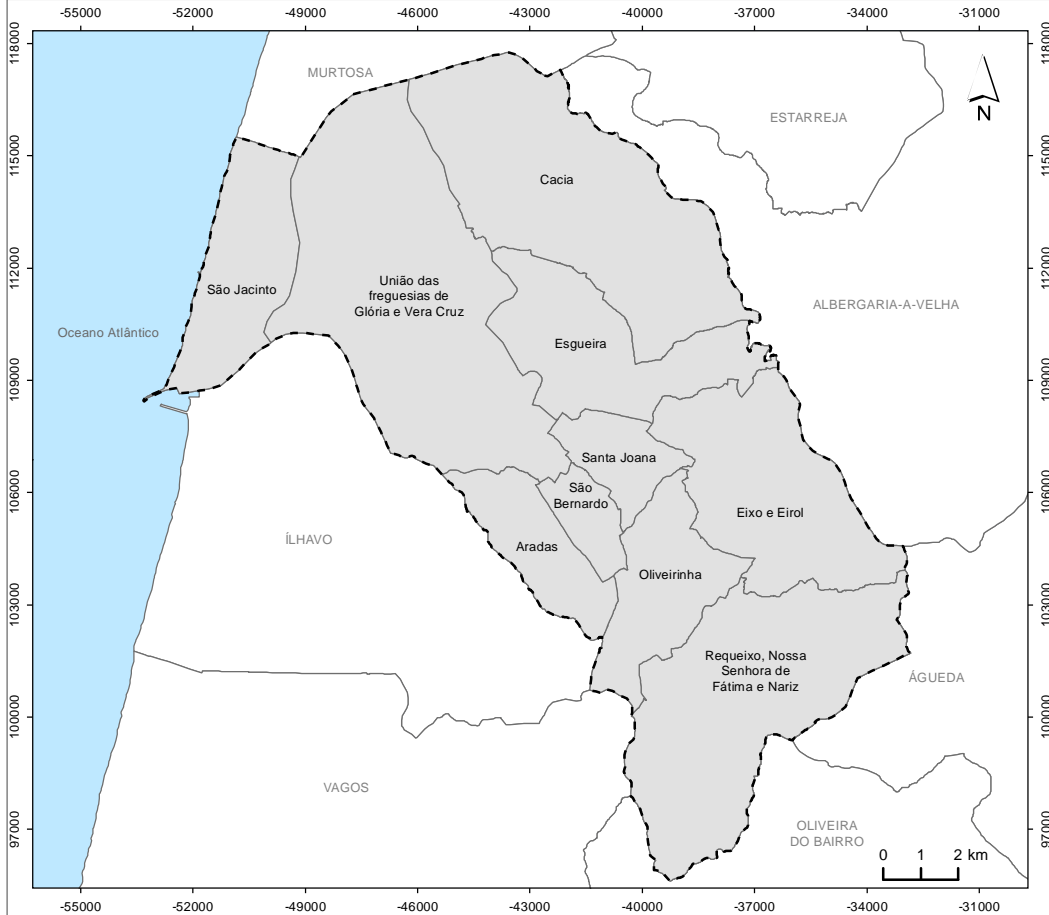 -55000 -52000 -49000 -46000 -43000 -40000 -37000 -34000 -31000
118000 118000
MURTOSA
N
ESTARREJA
115000 115000
Cacia
112000 112000
São Jacinto
União das
freguesias de
Glória e Vera Cruz
ALBERGARIA-A-VELHA
Oceano Atlântico
Esgueira
109000 109000
Santa Joana
São
Bernardo
106000 106000
Eixo e Eirol
ÍLHAVO
Aradas
Oliveirinha
103000 103000
Requeixo, Nossa
Senhora de
Fátima e Nariz
ÁGUEDA
100000 100000
VAGOS
OLIVEIRA
DO BAIRRO
97000 97000
0 1 2 km
-55000 -52000 -49000 -46000 -43000 -40000 -37000 -34000 -31000